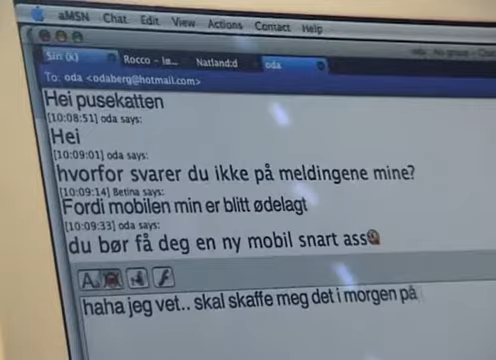 aMSN Chat Edit View Actions Contact Help
Sin (k) Rocco - lø... Natland:d oda
To: oda <odaberg@hotmail.com>
Hei pusekatten
[10:08:51] oda says:
Hei
[10:09:01] oda says:
hvorfor svarer du ikke på meldingene mine?
[10:09:14] Betina says:
Fordi mobilen min er blitt ødelagt
[10:09:33] oda says:
du bør få deg en ny mobil snart ass
haha jeg vet.. skal skaffe meg det i morgen på